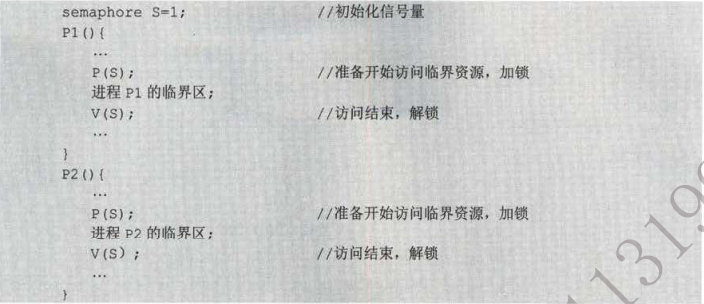 semaphore S=1; //初始化信号量
P1(){
...
P(S); //准备开始访问临界资源，加锁
进程 P1 的临界区;
V(S); //访问结束，解锁
...
}
P2(){
...
P(S); //准备开始访问临界资源，加锁
进程 P2 的临界区;
V(S); //访问结束，解锁
...
}